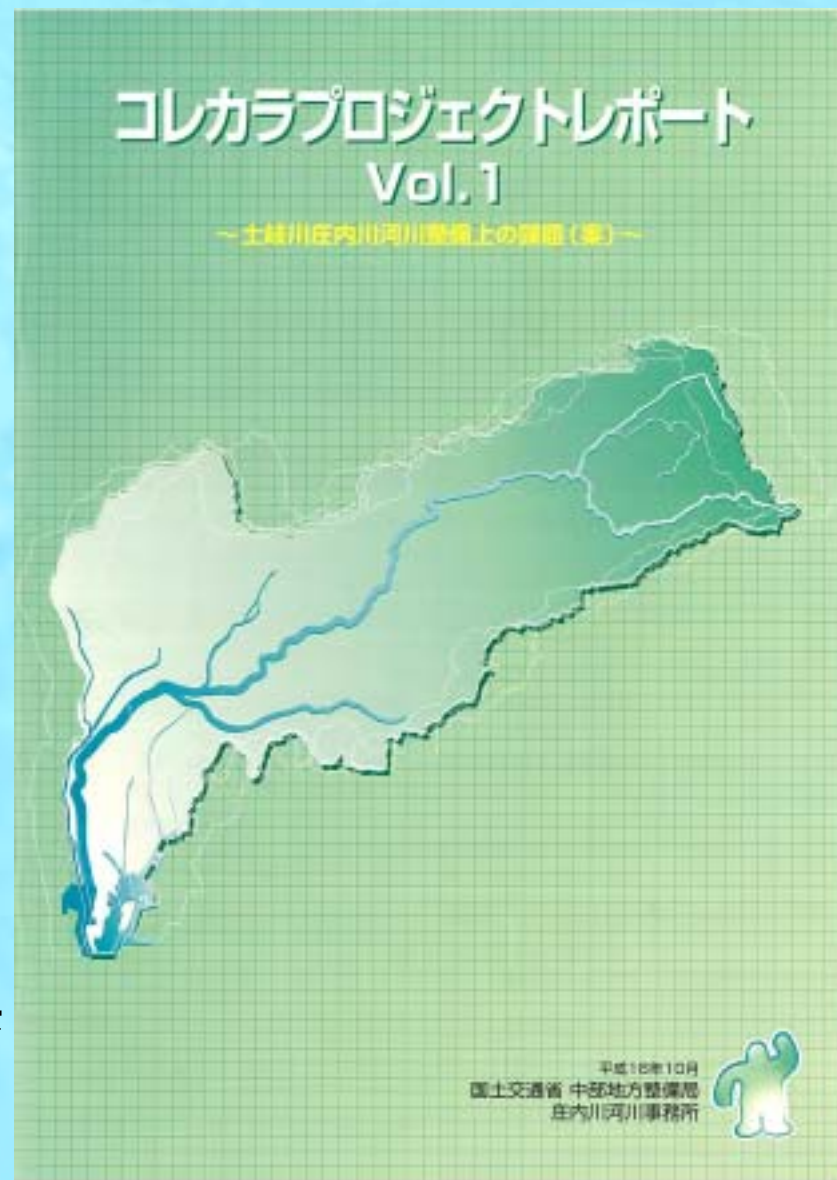 コレカラプロジェクトレポート
Vol.1
～土岐川庄内川河川整備上の課題（案）～
平成18年10月
国土交通省 中部地方整備局
庄内川河川事務所